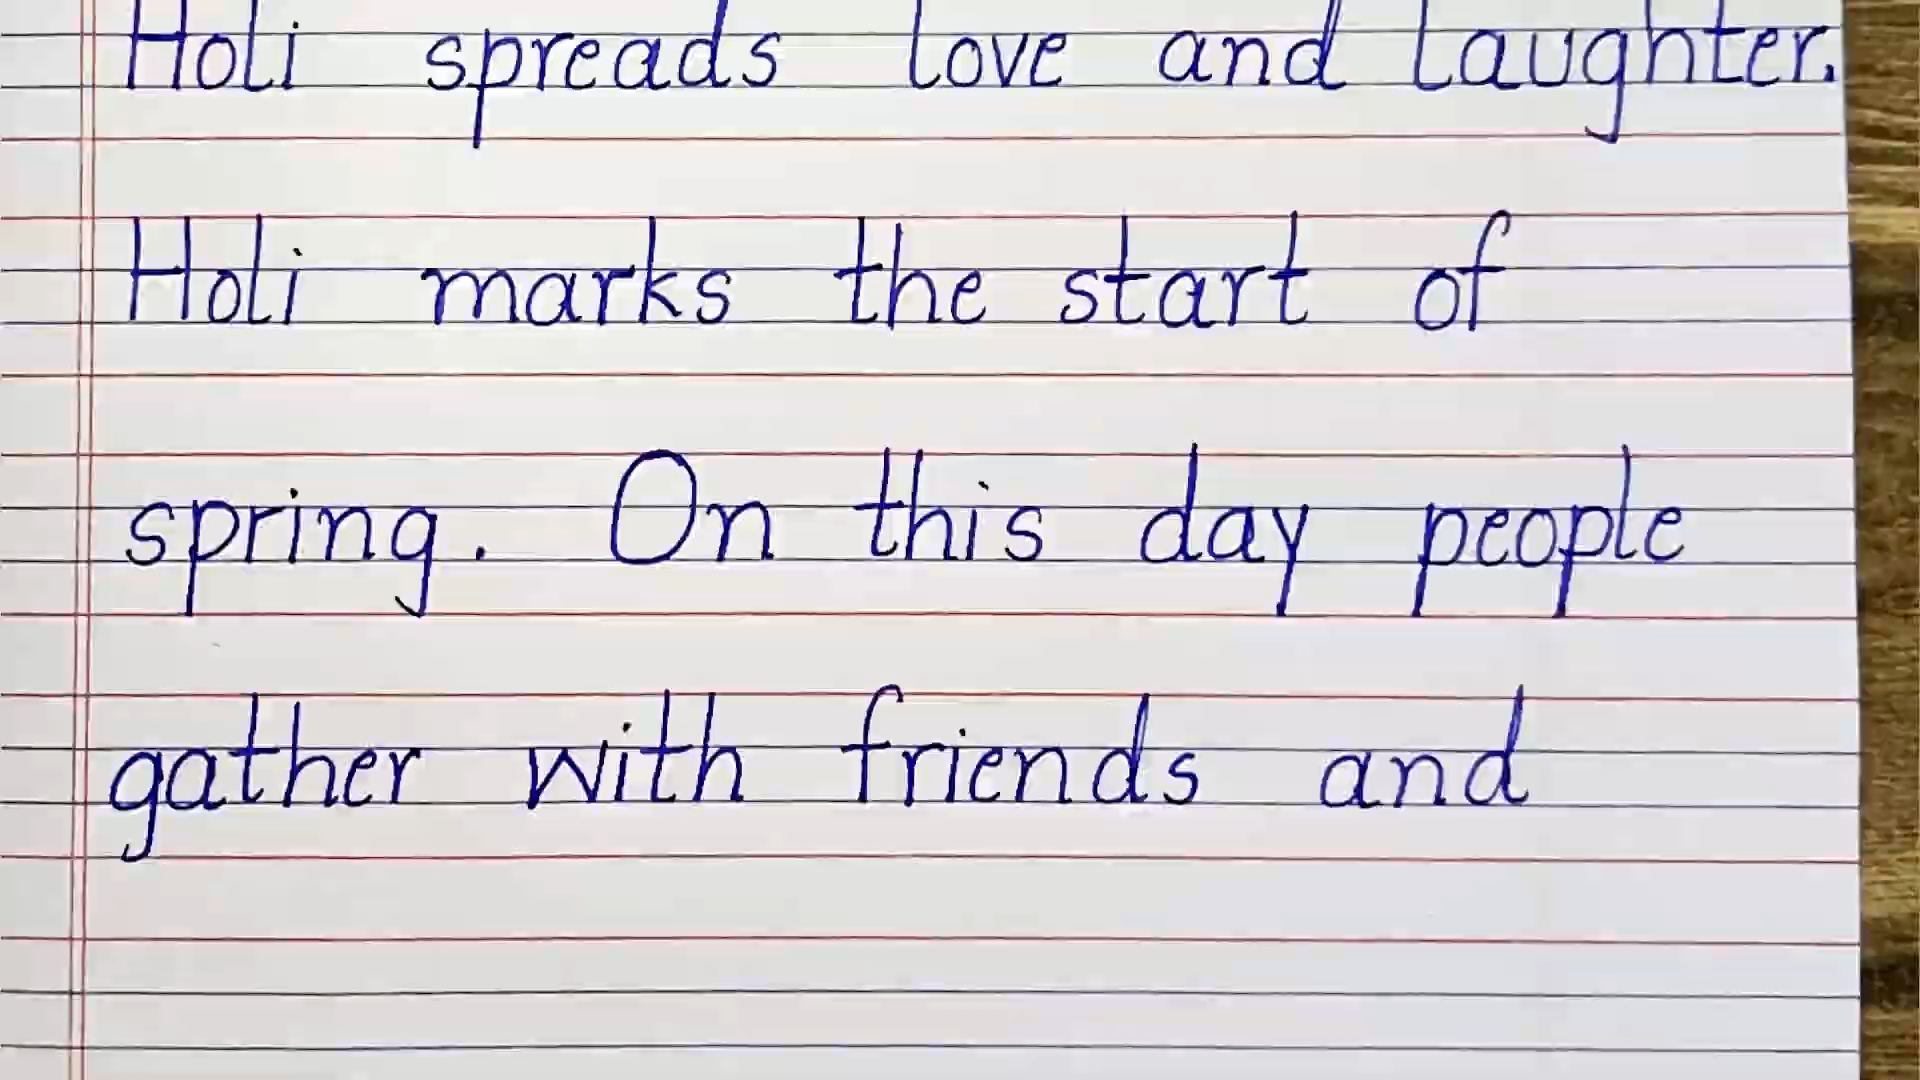 Holi spreads love and laughter.
Holi marks the start of
spring. On this day people
gather with friends and